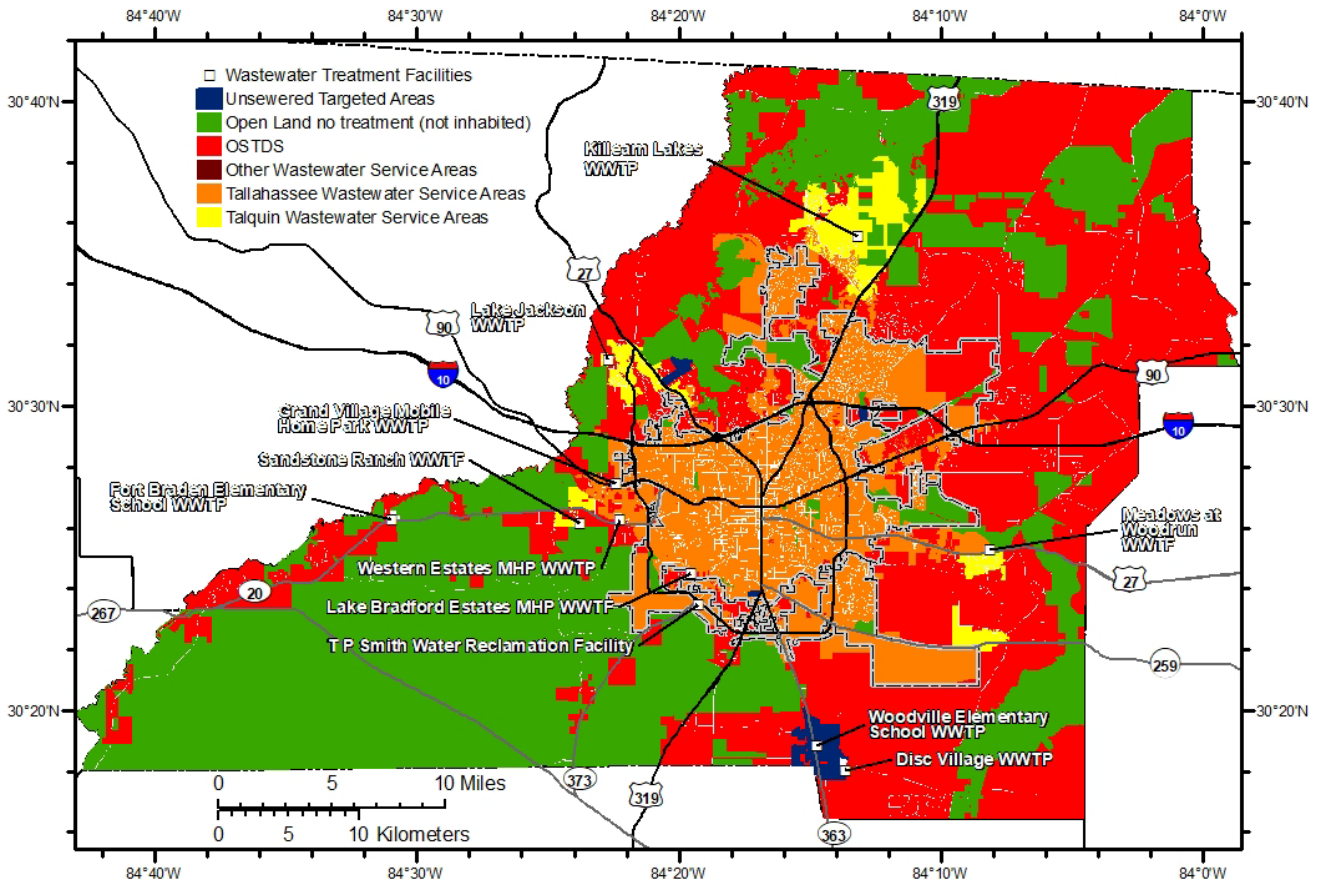 84°40'W 84°30'W 84°20'W 84°10'W 84°0'W
30°40'N
30°40'N
Wastewater Treatment Facilities
Unsewered Targeted Areas
Open Land no treatment (not inhabited)
OSTDS
Other Wastewater Service Areas
Tallahassee Wastewater Service Areas
Talquin Wastewater Service Areas
319
Killearn Lakes
WWTP
27
Lake Jackson
WWTP
90
10
90
30°30'N
30°30'N
10
Grand Village Mobile
Home Park WWTP
Sandstone Ranch WWTF
Fort Braden Elementary
School WWTP
Meadows at
Woodrun
WWTF
Western Estates MHP WWTP
27
20
267
Lake Bradford Estates MHP WWTF
T P Smith Water Reclamation Facility
259
30°20'N
30°20'N
Woodville Elementary
School WWTP
Disc Village WWTP
0 5 10 Miles
0 5 10 Kilometers
373
319
363
84°40'W 84°30'W 84°20'W 84°10'W 84°0'W